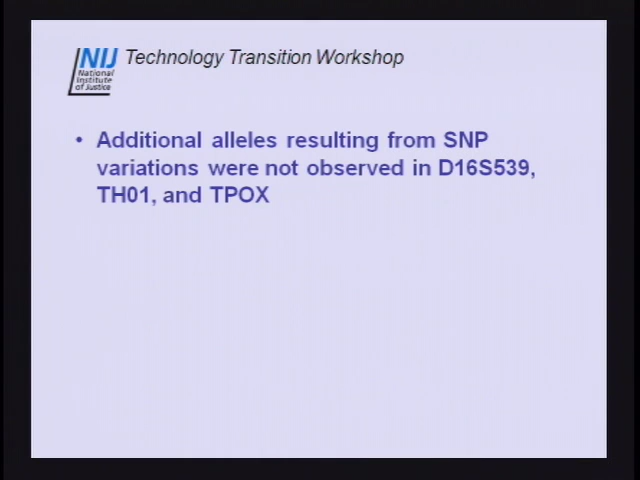 NIJ
National
Institute
of Justice
Technology Transition Workshop
• Additional alleles resulting from SNP
variations were not observed in D16S539,
TH01, and TPOX